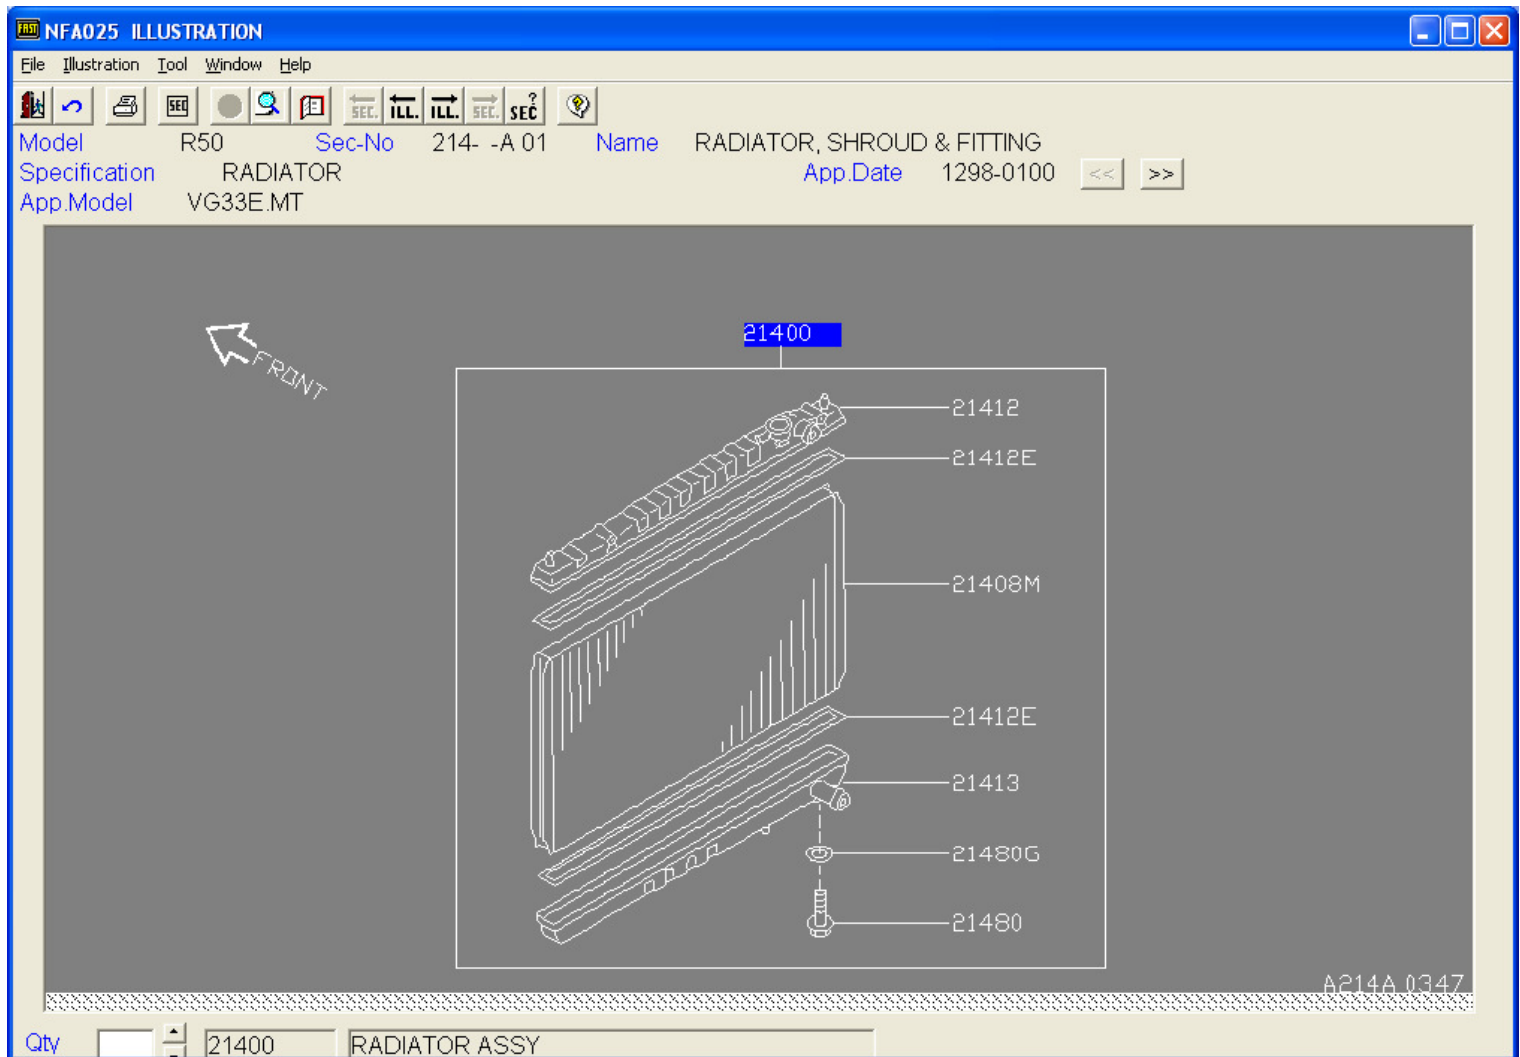 FAST NFA025 ILLUSTRATION
File Illustration Tool Window Help
SEC SEC. ILL. ILL. SEC. SEC ? ?
Model R50 Sec-No 214- -A 01 Name RADIATOR, SHROUD & FITTING
Specification RADIATOR App.Date 1298-0100 << >>
App.Model VG33E.MT
21400
FRONT
21412
21412E
21408M
21412E
21413
21480G
21480
A214A 0347
Qty 21400 RADIATOR ASSY